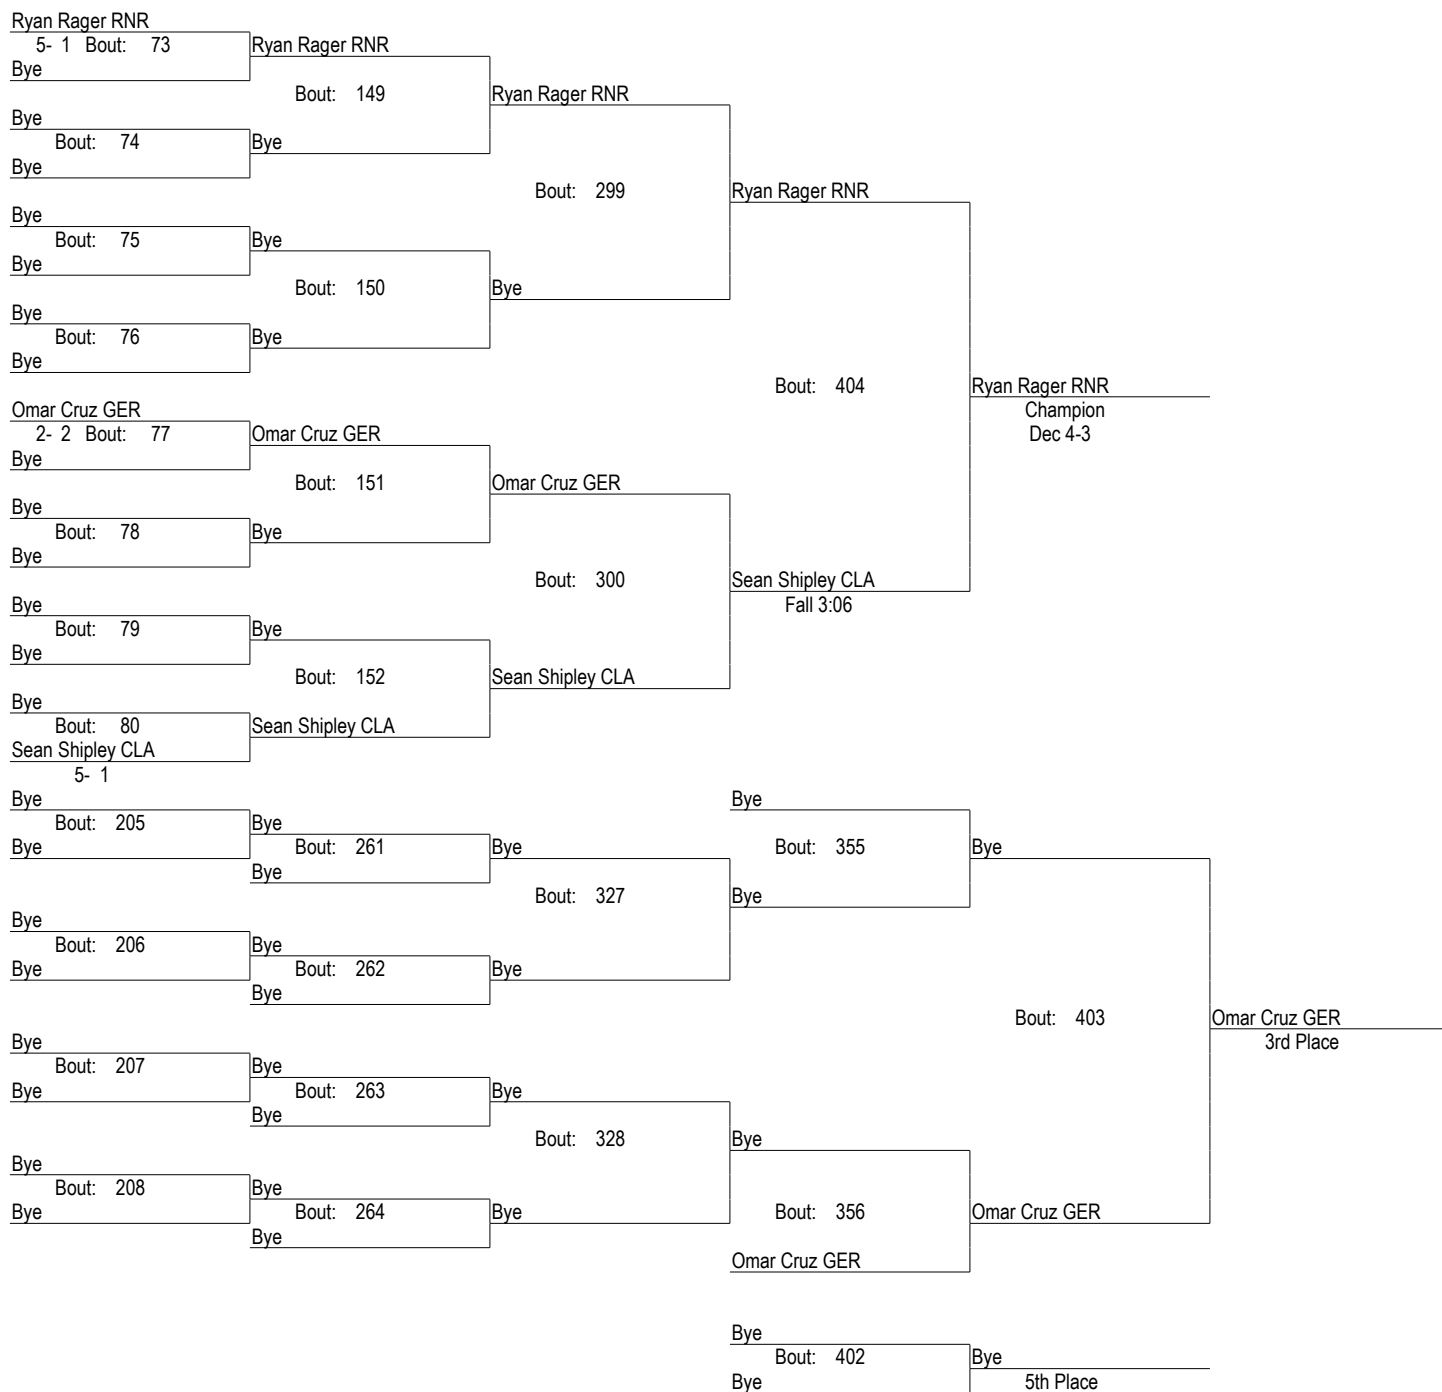 Ryan Rager RNR
5- 1 Bout: 73 Ryan Rager RNR
Bye
Bout: 149 Ryan Rager RNR
Bye
Bout: 74 Bye
Bye
Bout: 299 Ryan Rager RNR
Bye
Bout: 75 Bye
Bye
Bout: 150 Bye
Bye
Bout: 76 Bye
Bye
Bout: 404 Ryan Rager RNR
Omar Cruz GER Champion
2- 2 Bout: 77 Omar Cruz GER Dec 4-3
Bye
Bout: 151 Omar Cruz GER
Bye
Bout: 78 Bye
Bye
Bout: 300 Sean Shipley CLA
Bye Fall 3:06
Bout: 79 Bye
Bye
Bout: 152 Sean Shipley CLA
Bye
Bout: 80 Sean Shipley CLA
Sean Shipley CLA
5- 1
Bye Bye
Bout: 205 Bye
Bye Bout: 261 Bye Bout: 355 Bye
Bye
Bout: 327 Bye
Bye
Bout: 206 Bye
Bye Bout: 262 Bye
Bye
Bout: 403 Omar Cruz GER
Bye 3rd Place
Bout: 207 Bye
Bye Bout: 263 Bye
Bye
Bout: 328 Bye
Bye
Bout: 208 Bye
Bye Bout: 264 Bye Bout: 356 Omar Cruz GER
Bye
Omar Cruz GER
Bye
Bout: 402 Bye
Bye 5th Place